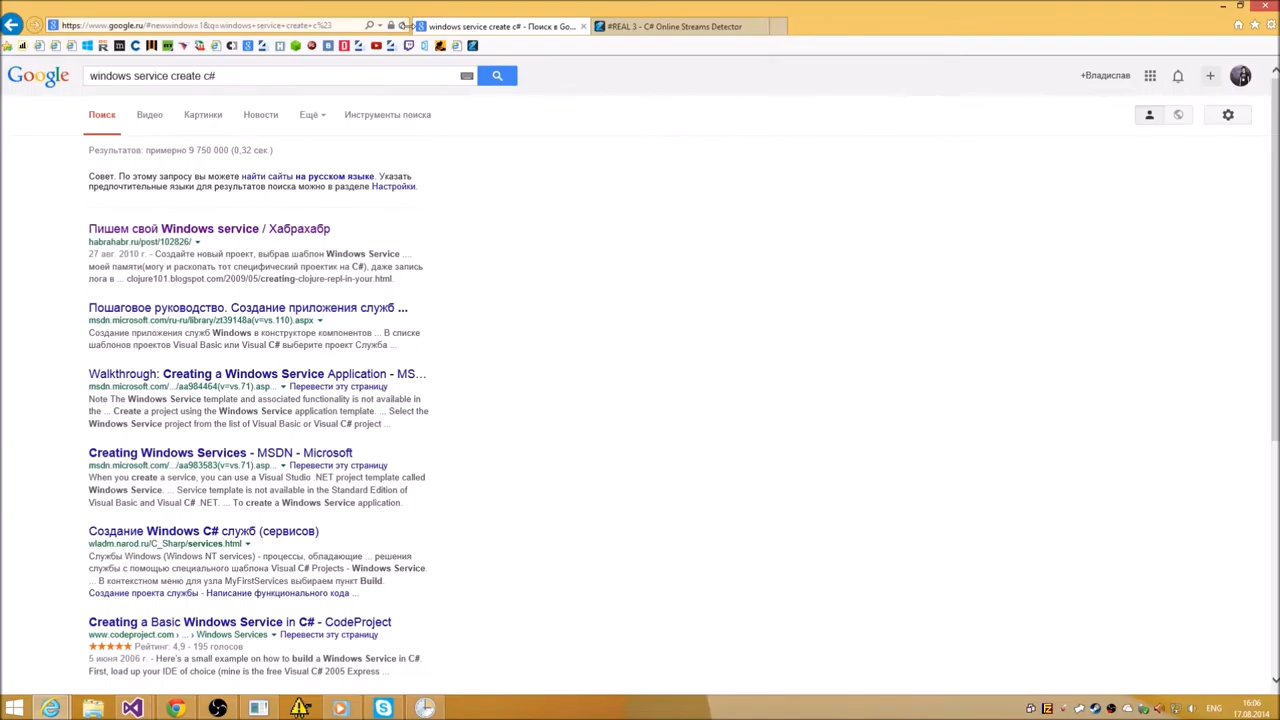 https://www.google.ru/#newwindow=1&q=windows+service+create+c%23
windows service create c# - Поиск в Go...
#REAL 3 - C# Online Streams Detector
Google
windows service create c#
+Владислав
Поиск
Видео
Картинки
Новости
Ещё
Инструменты поиска
Результатов: примерно 9 750 000 (0,32 сек.)
Совет. По этому запросу вы можете найти сайты на русском языке. Указать
предпочтительные языки для результатов поиска можно в разделе Настройки.
Пишем свой Windows service / Хабрахабр
habrahabr.ru/post/102826/
27 авг. 2010 г. - Создайте новый проект, выбрав шаблон Windows Service ....
моей памяти(могу и раскопать тот специфический проектик на C#), даже запись
лога в ... clojure101.blogspot.com/2009/05/creating-clojure-repl-in-your.html.
Пошаговое руководство. Создание приложения служб ...
msdn.microsoft.com/ru-ru/library/zt39148a(v=vs.110).aspx
Создание приложения служб Windows в конструкторе компонентов ... В списке
шаблонов проектов Visual Basic или Visual C# выберите проект Служба ...
Walkthrough: Creating a Windows Service Application - MS...
msdn.microsoft.com/.../aa984464(v=vs.71).asp... Перевести эту страницу
Note The Windows Service template and associated functionality is not available in
the ... Create a project using the Windows Service application template. ... Select the
Windows Service project from the list of Visual Basic or Visual C# project ...
Creating Windows Services - MSDN - Microsoft
msdn.microsoft.com/.../aa983583(v=vs.71).asp... Перевести эту страницу
When you create a service, you can use a Visual Studio .NET project template called
Windows Service. ... Service template is not available in the Standard Edition of
Visual Basic and Visual C# .NET. ... To create a Windows Service application.
Создание Windows C# служб (сервисов)
wladm.narod.ru/C_Sharp/services.html
Службы Windows (Windows NT services) - процессы, обладающие ... решения
службы с помощью специального шаблона Visual C# Projects - Windows Service.
... В контекстном меню для узла MyFirstServices выбираем пункт Build.
Создание проекта службы - Написание функционального кода ...
Creating a Basic Windows Service in C# - CodeProject
www.codeproject.com › ... › Windows Services Перевести эту страницу
Рейтинг: 4,9 - 195 голосов
5 июня 2006 г. - Here's a small example on how to build a Windows Service in C#.
First, load up your IDE of choice (mine is the free Visual C# 2005 Express ...
ENG
16:06
17.08.2014